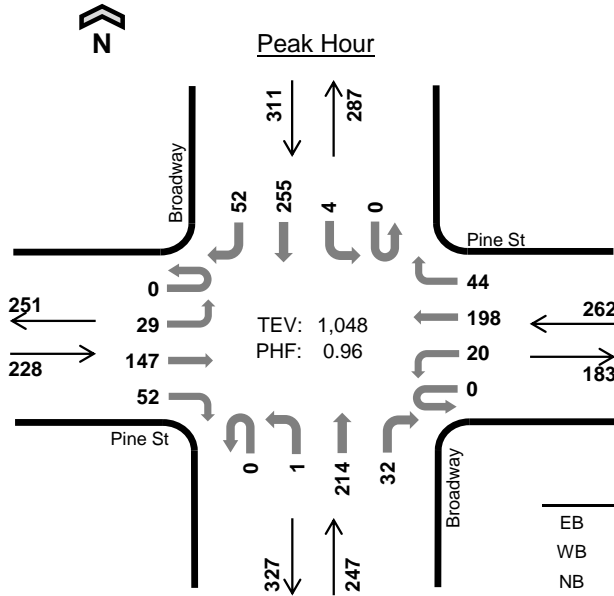 N
Peak Hour
311
287
Broadway
52
255
4
0
Pine St
0
29
147
52
251
228
TEV: 1,048
PHF: 0.96
44
198
20
0
262
183
Pine St
0
1
214
32
Broadway
327
247
EB
WB
NB